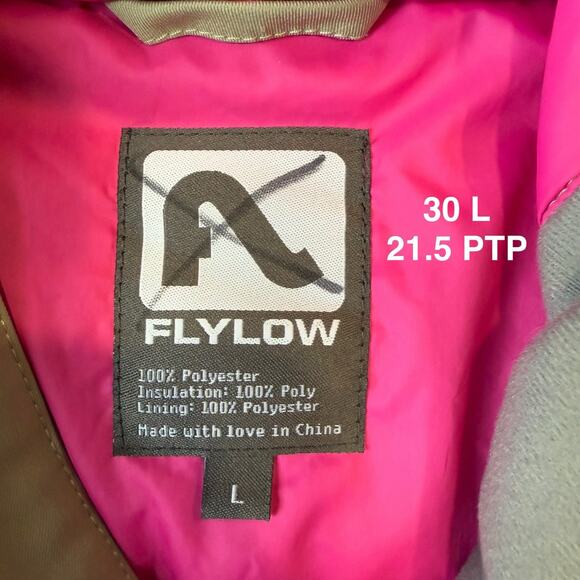 30 L
21.5 PTP
FLYLOW
100% Polyester
Insulation: 100% Poly
Lining: 100% Polyester
Made with love in China
L